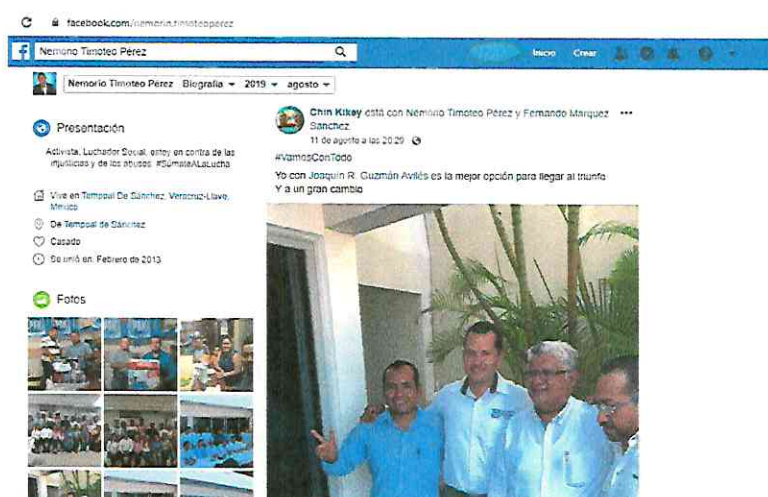 facebook.com/nemorio.timoteoperez
Nemorio Timoteo Pérez
Inicio Crear
Nemorio Timoteo Pérez Biografía 2019 agosto
Presentación
Activista, Luchador Social, estoy en contra de las
injusticias y de los abusos. #SúmateALaLucha
Vive en Tempoal De Sánchez, Veracruz-Llave,
Mexico
De Tempoal de Sánchez
Casado
Se unió en: Febrero de 2013
Fotos
Chin Kikey está con Nemorio Timoteo Pérez y Fernando Marquez
Sánchez.
11 de agosto a las 20:29
#VamosConTodo
Yo con Joaquín R. Guzmán Avilés es la mejor opción para llegar al triunfo
Y a un gran cambio